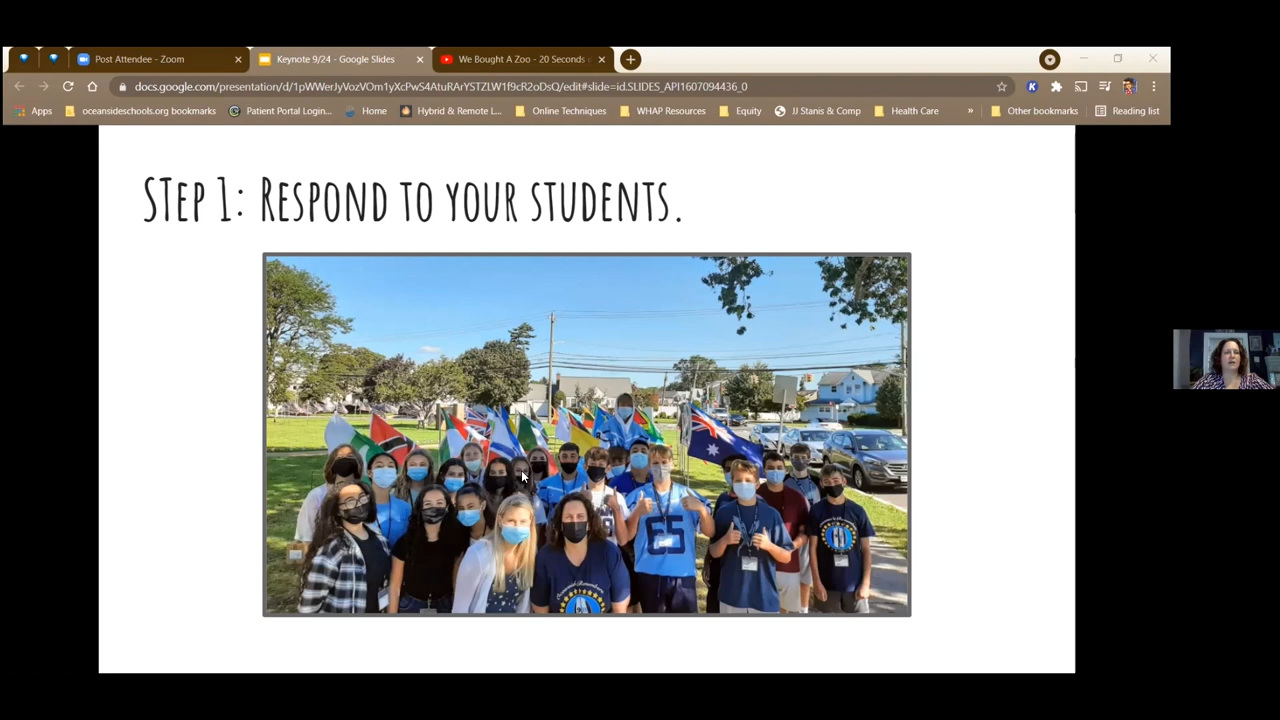 Post Attendee - Zoom
Keynote 9/24 - Google Slides
We Bought A Zoo - 20 Seconds
docs.google.com/presentation/d/1pWWerJyVozVOm1yXcPwS4AtuRArYSTZLW1f9cR2oDsQ/edit#slide=id.SLIDES_API1607094436_0
Apps
oceansideschools.org bookmarks
Patient Portal Login...
Home
Hybrid & Remote L...
Online Techniques
WHAP Resources
Equity
JJ Stanis & Comp
Health Care
»
Other bookmarks
Reading list
STEP 1: RESPOND TO YOUR STUDENTS.
65